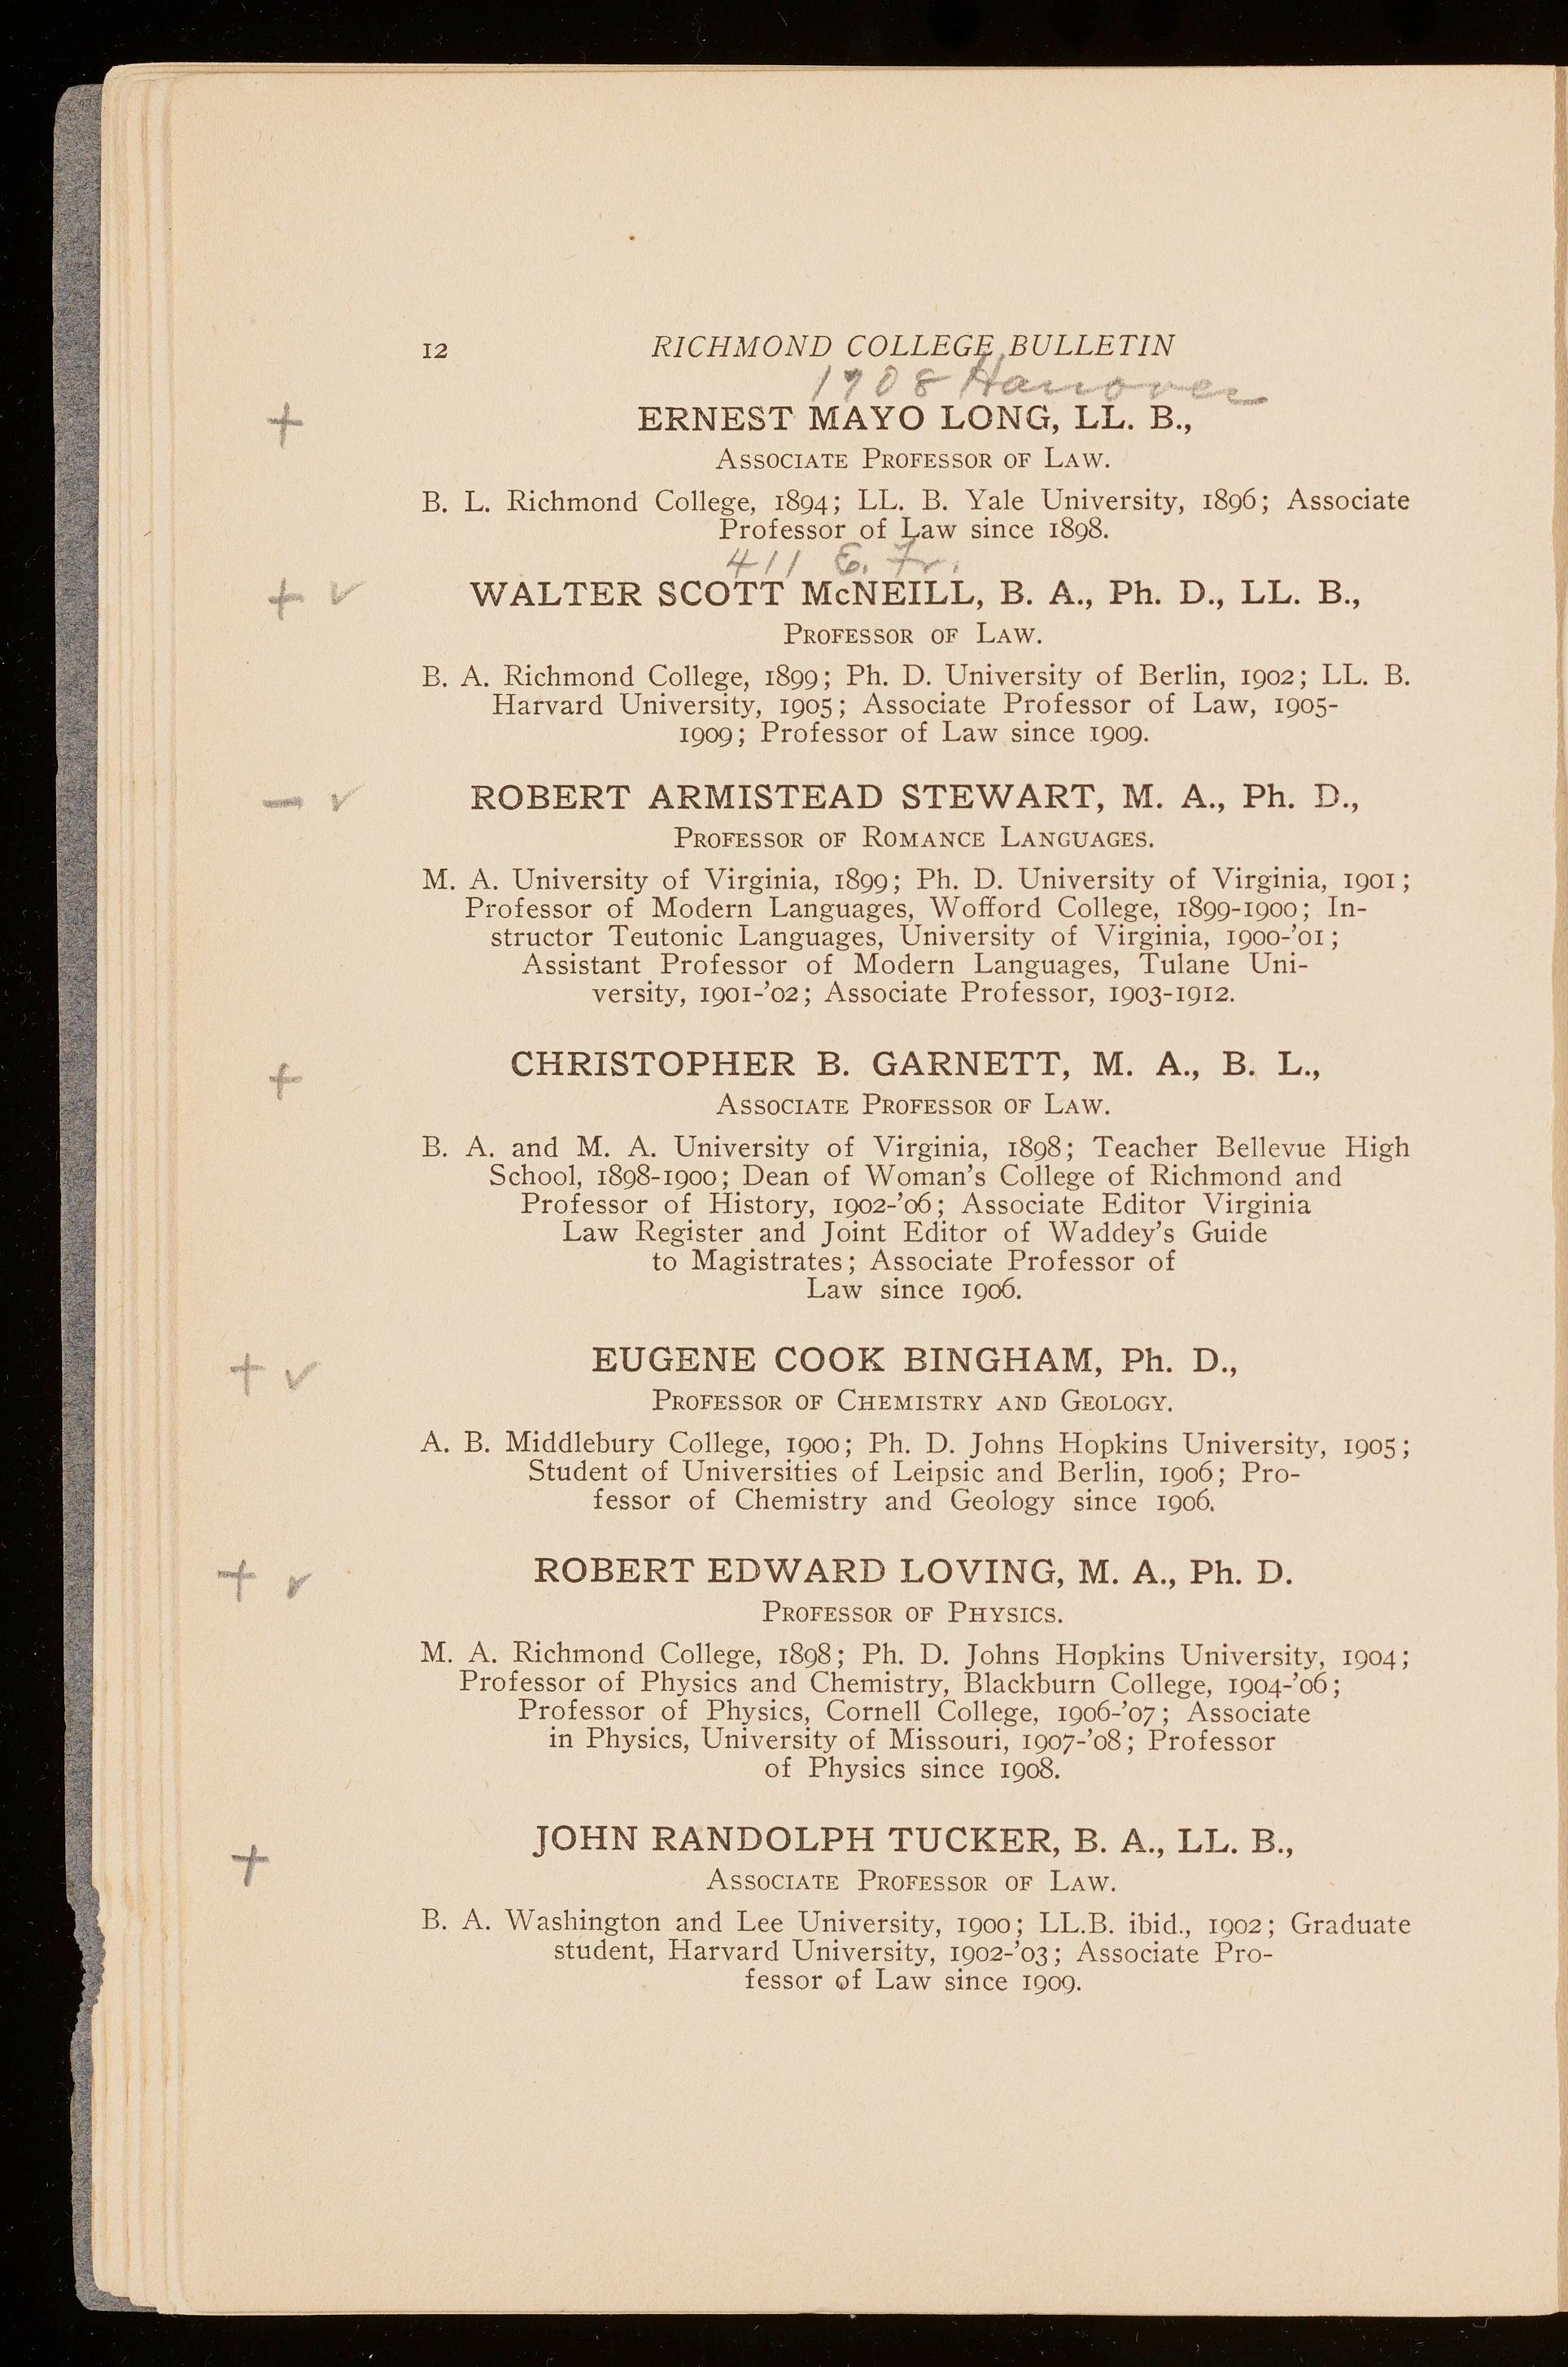 12 RICHMOND COLLEGE BULLETIN
1908 Hanover
+ ERNEST MAYO LONG, LL. B.,
ASSOCIATE PROFESSOR OF LAW.
B. L. Richmond College, 1894; LL. B. Yale University, 1896; Associate
Professor of Law since 1898.
411 E. Fr.
+ v WALTER SCOTT McNEILL, B. A., Ph. D., LL. B.,
PROFESSOR OF LAW.
B. A. Richmond College, 1899; Ph. D. University of Berlin, 1902; LL. B.
Harvard University, 1905; Associate Professor of Law, 1905-
1909; Professor of Law since 1909.
– v ROBERT ARMISTEAD STEWART, M. A., Ph. D.,
PROFESSOR OF ROMANCE LANGUAGES.
M. A. University of Virginia, 1899; Ph. D. University of Virginia, 1901;
Professor of Modern Languages, Wofford College, 1899-1900; In-
structor Teutonic Languages, University of Virginia, 1900-'01;
Assistant Professor of Modern Languages, Tulane Uni-
versity, 1901-'02; Associate Professor, 1903-1912.
+ CHRISTOPHER B. GARNETT, M. A., B. L.,
ASSOCIATE PROFESSOR OF LAW.
B. A. and M. A. University of Virginia, 1898; Teacher Bellevue High
School, 1898-1900; Dean of Woman's College of Richmond and
Professor of History, 1902-'06; Associate Editor Virginia
Law Register and Joint Editor of Waddey's Guide
to Magistrates; Associate Professor of
Law since 1906.
+ v EUGENE COOK BINGHAM, Ph. D.,
PROFESSOR OF CHEMISTRY AND GEOLOGY.
A. B. Middlebury College, 1900; Ph. D. Johns Hopkins University, 1905;
Student of Universities of Leipsic and Berlin, 1906; Pro-
fessor of Chemistry and Geology since 1906.
+ v ROBERT EDWARD LOVING, M. A., Ph. D.
PROFESSOR OF PHYSICS.
M. A. Richmond College, 1898; Ph. D. Johns Hopkins University, 1904;
Professor of Physics and Chemistry, Blackburn College, 1904-'06;
Professor of Physics, Cornell College, 1906-'07; Associate
in Physics, University of Missouri, 1907-'08; Professor
of Physics since 1908.
+ JOHN RANDOLPH TUCKER, B. A., LL. B.,
ASSOCIATE PROFESSOR OF LAW.
B. A. Washington and Lee University, 1900; LL.B. ibid., 1902; Graduate
student, Harvard University, 1902-'03; Associate Pro-
fessor of Law since 1909.